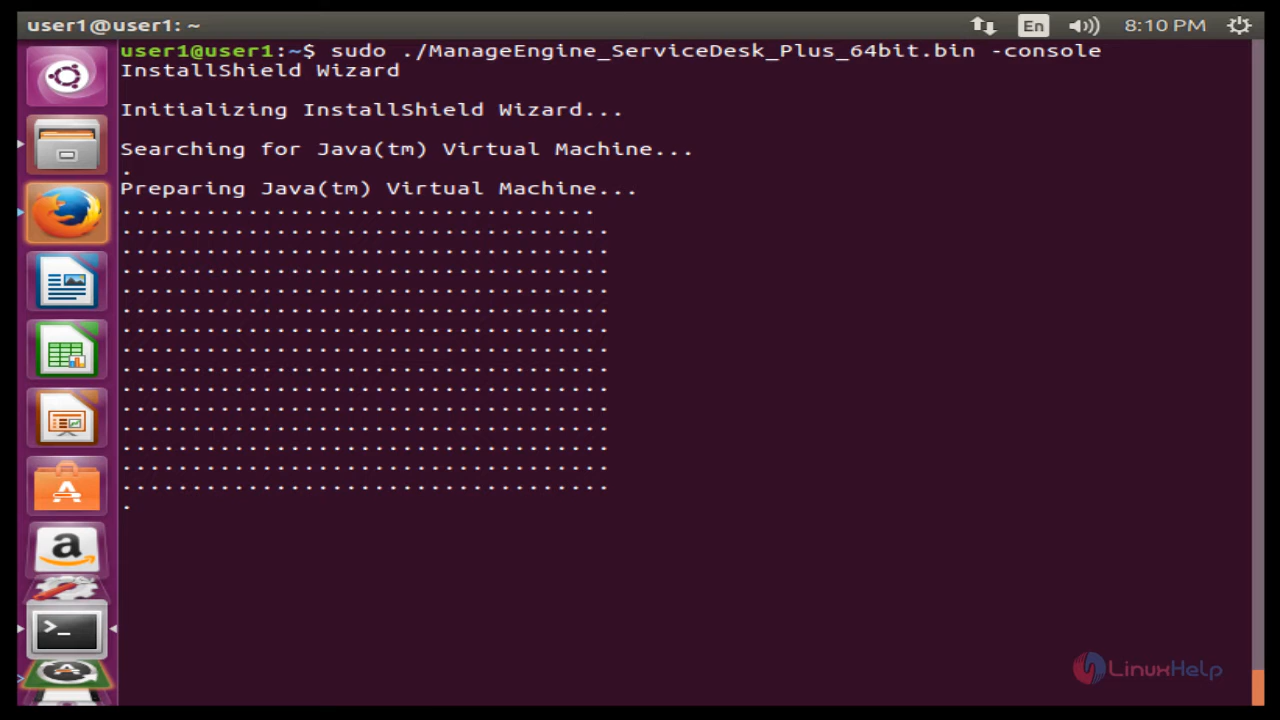 user1@user1: ~
En
8:10 PM
user1@user1:~$ sudo ./ManageEngine_ServiceDesk_Plus_64bit.bin -console
InstallShield Wizard
Initializing InstallShield Wizard...
Searching for Java(tm) Virtual Machine...
.
Preparing Java(tm) Virtual Machine...
..................................
...................................
...................................
...................................
...................................
...................................
...................................
...................................
...................................
...................................
...................................
...................................
...................................
...................................
...................................
.
LinuxHelp